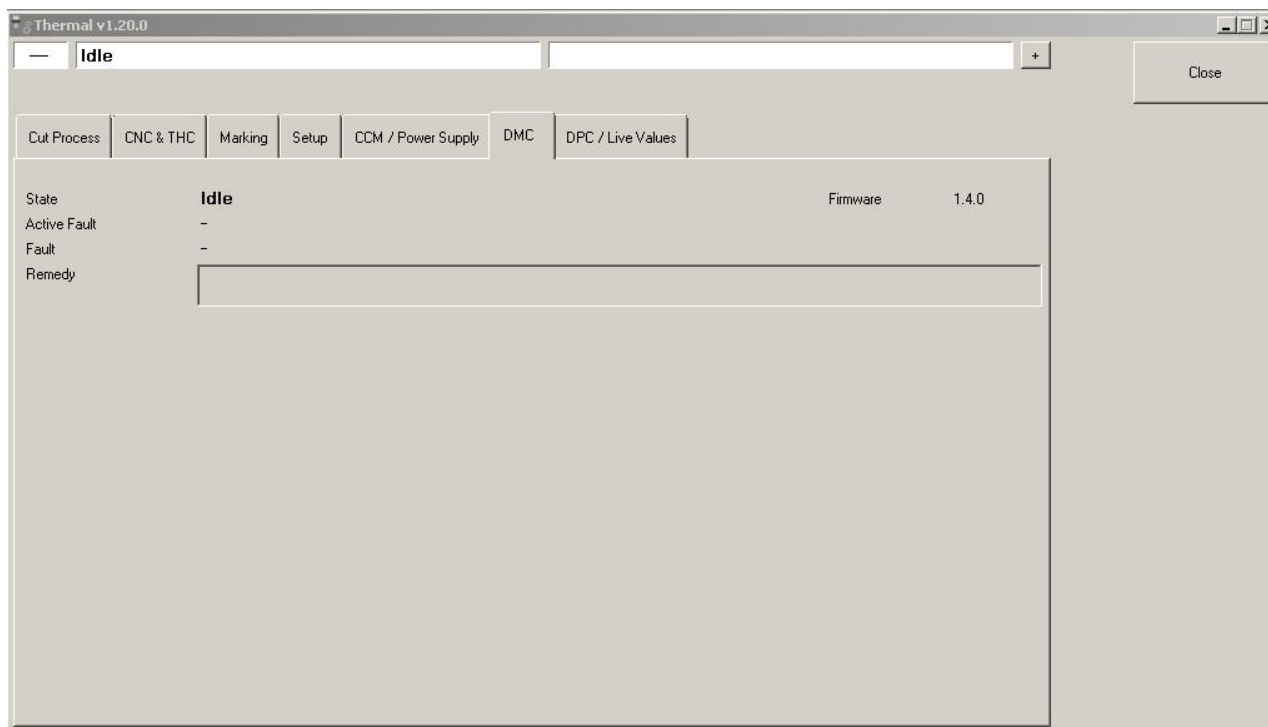 Thermal v1.20.0
— Idle +
Close
Cut Process CNC & THC Marking Setup CCM / Power Supply DMC DPC / Live Values
State Idle Firmware 1.4.0
Active Fault –
Fault –
Remedy